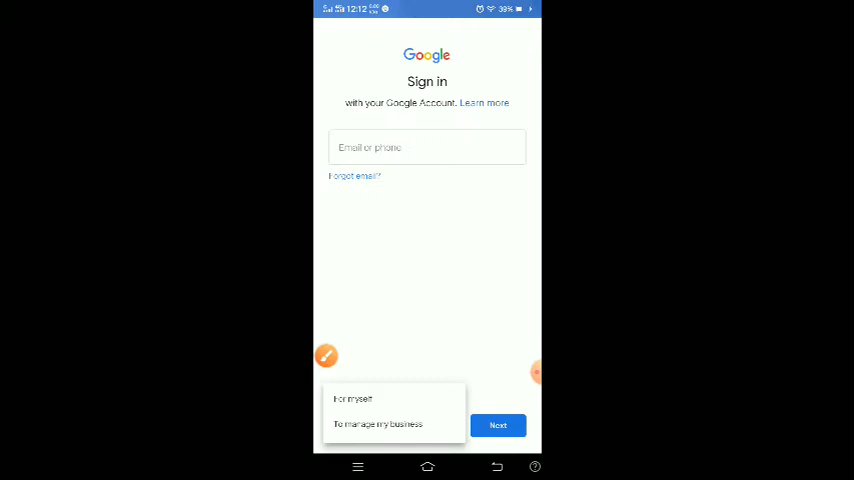 12:12
39%
Google
Sign in
with your Google Account. Learn more
Email or phone
Forgot email?
For myself
To manage my business
Next